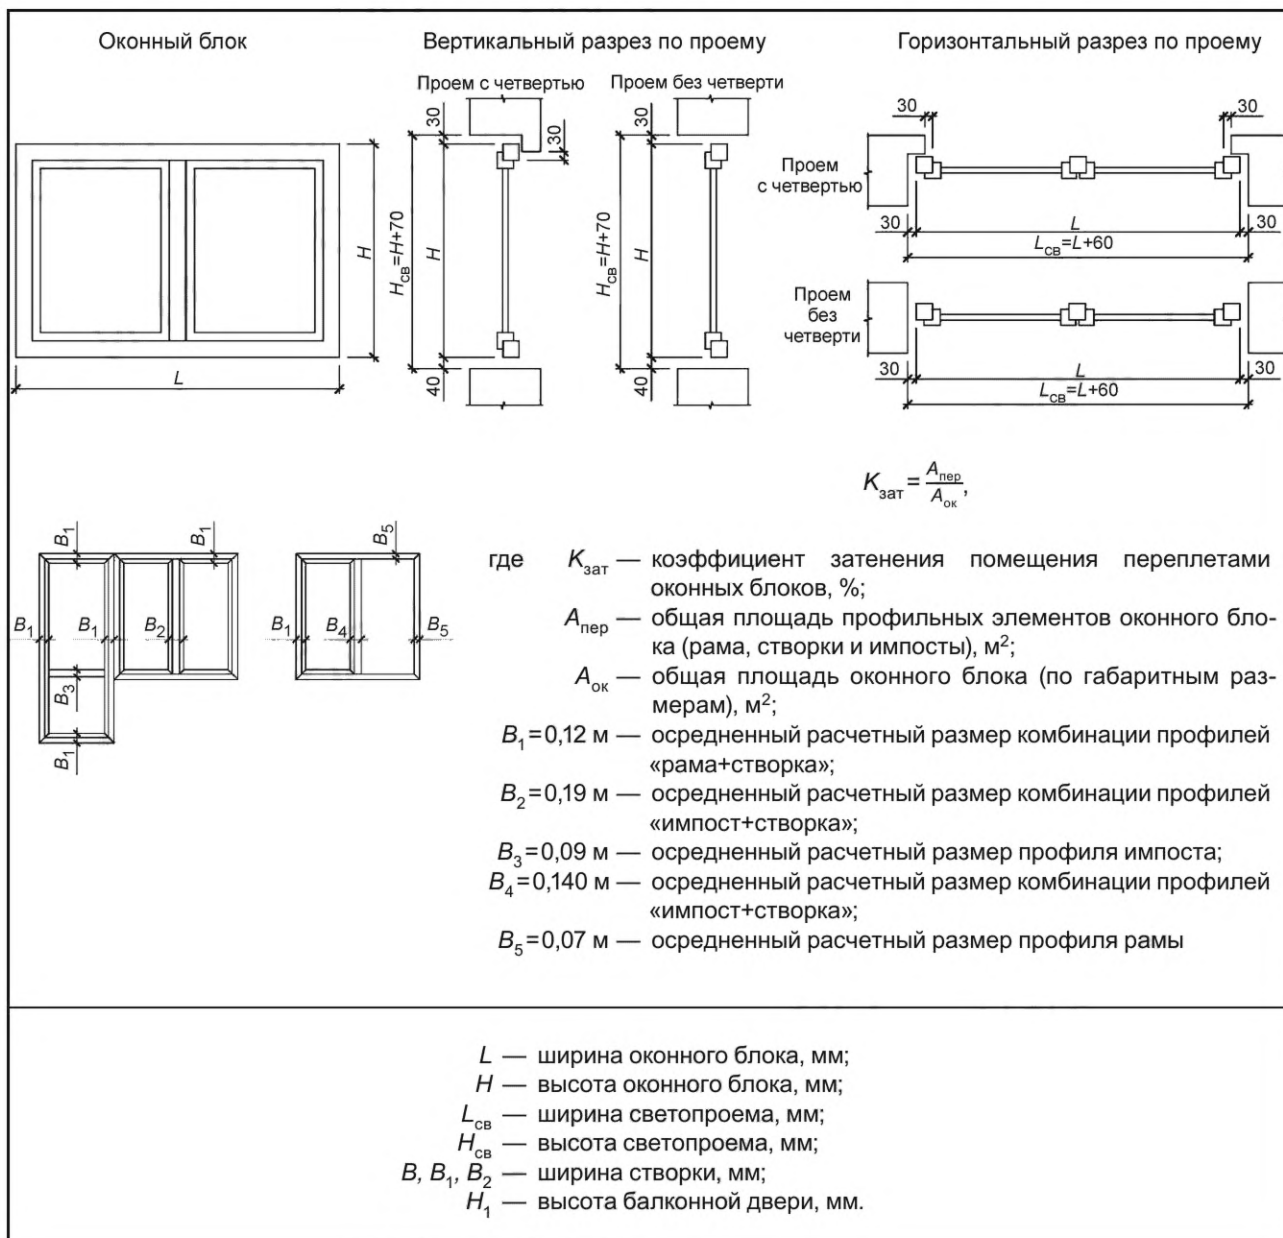 Оконный блок
Вертикальный разрез по проему
Горизонтальный разрез по проему
Проем с четвертью
Проем без четверти
30
30
30
30
30
H
Hсв=H+70
H
Hсв=H+70
H
40
40
L
Проем
с четвертью
30
L
30
Lсв=L+60
Проем
без
четверти
30
L
30
Lсв=L+60
Kзат = Aпер/Aок,
B1
B1
B5
B1
B1
B2
B1
B4
B5
B3
B1
где Kзат — коэффициент затенения помещения переплетами
оконных блоков, %;
Aпер — общая площадь профильных элементов оконного бло-
ка (рама, створки и импосты), м²;
Aок — общая площадь оконного блока (по габаритным раз-
мерам), м²;
B1=0,12 м — осредненный расчетный размер комбинации профилей
«рама+створка»;
B2=0,19 м — осредненный расчетный размер комбинации профилей
«импост+створка»;
B3=0,09 м — осредненный расчетный размер профиля импоста;
B4=0,140 м — осредненный расчетный размер комбинации профилей
«импост+створка»;
B5=0,07 м — осредненный расчетный размер профиля рамы
L — ширина оконного блока, мм;
H — высота оконного блока, мм;
Lсв — ширина светопроема, мм;
Hсв — высота светопроема, мм;
B, B1, B2 — ширина створки, мм;
H1 — высота балконной двери, мм.